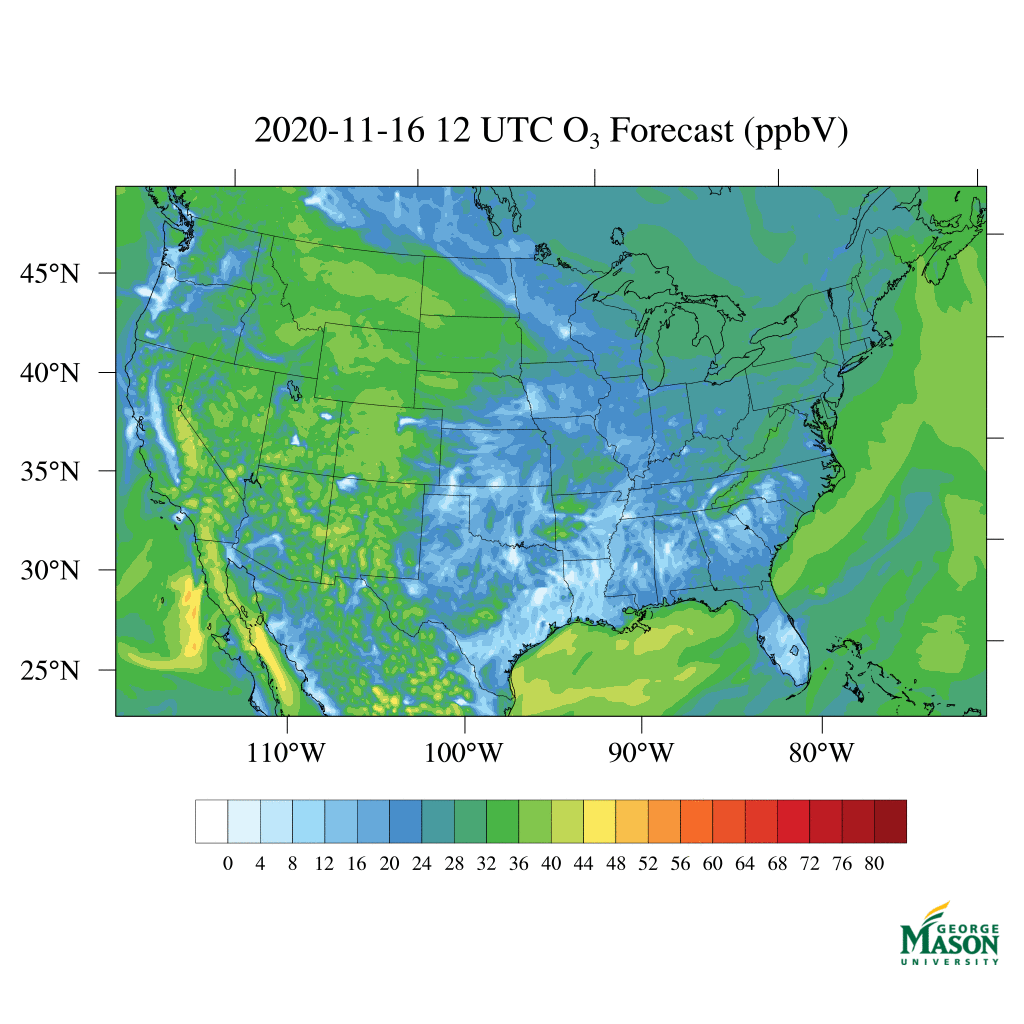 2020-11-16 12 UTC O₃ Forecast (ppbV)
45°N
40°N
35°N
30°N
25°N
110°W 100°W 90°W 80°W
0 4 8 12 16 20 24 28 32 36 40 44 48 52 56 60 64 68 72 76 80
GEORGE
MASON
UNIVERSITY